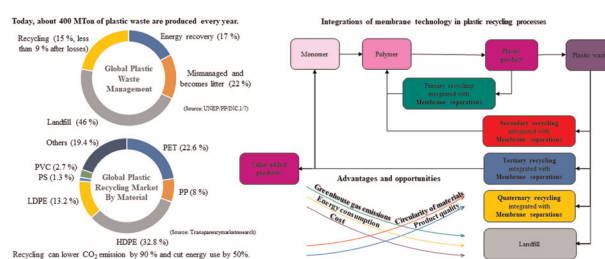 Today, about 400 MTon of plastic waste are produced every year.
Recycling (15 %, less
than 9 % after losses)
Energy recovery (17 %)
Global Plastic
Waste
Management
Mismanaged and
becomes litter (22 %)
(Source: UNEP/PP/INC.1/7)
Landfill (46 %)
Others (19.4 %)
PET (22.6 %)
PVC (2.7 %)
PS (1.3 %)
LDPE (13.2 %)
Global Plastic
Recycling Market
By Material
PP (8 %)
(Source: Transparencymarketsearch)
HDPE (32.8 %)
Recycling can lower CO2 emission by 90 % and cut energy use by 50%.
Integrations of membrane technology in plastic recycling processes
Monomer
Polymer
Plastic
product
Plastic waste
Primary recycling
integrated with
Membrane separations
Secondary recycling
integrated with
Membrane separations
Value added
products
Tertiary recycling
integrated with
Membrane separations
Advantages and opportunities
Greenhouse gas emissions
Energy consumption
Cost
Circularity of materials
Product quality
Quaternary recycling
integrated with
Membrane separations
Landfill